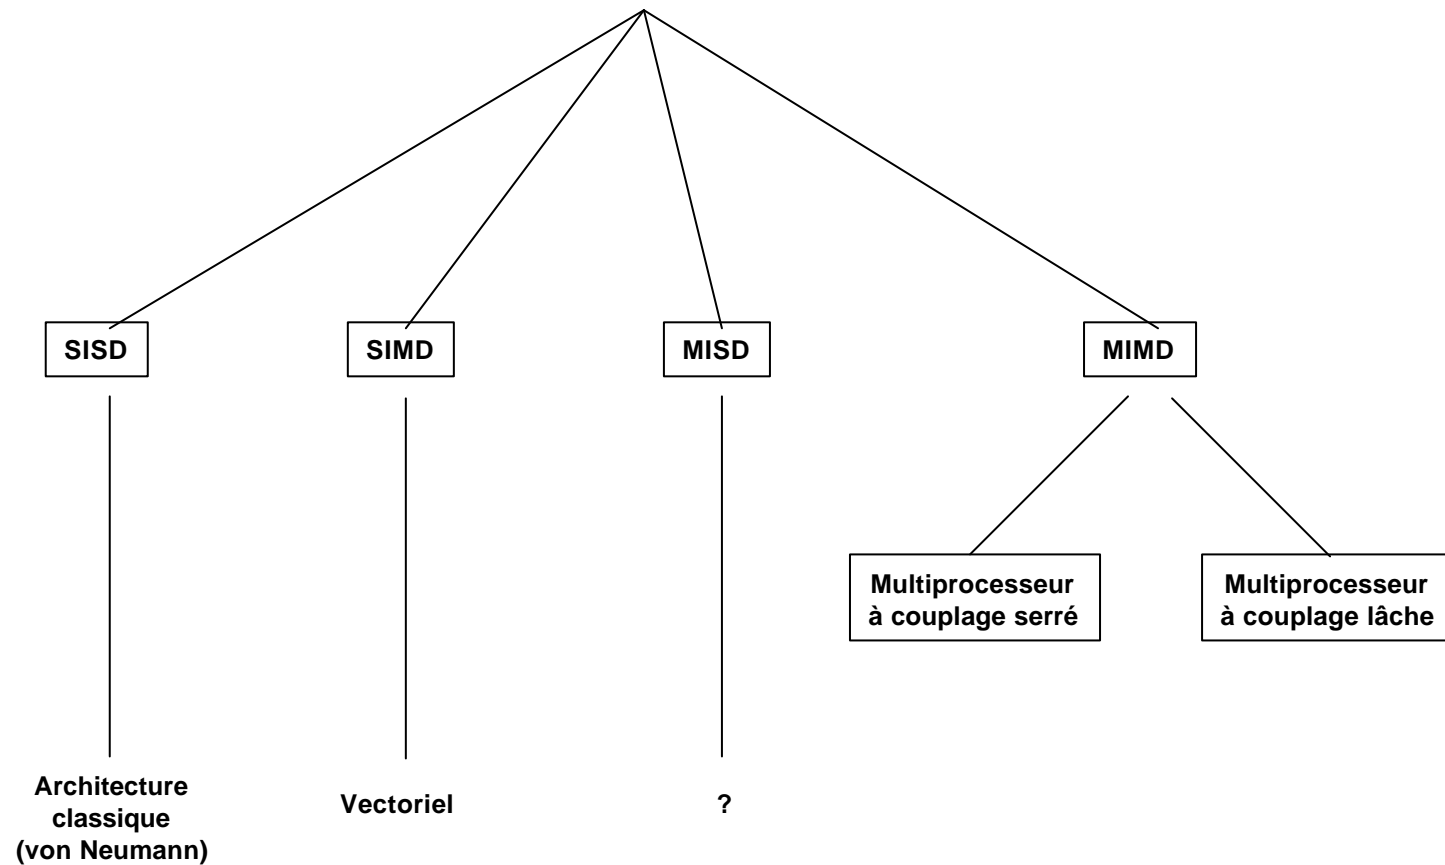 SISD
SIMD
MISD
MIMD
Multiprocesseur
à couplage serré
Multiprocesseur
à couplage lâche
Architecture
classique
(von Neumann)
Vectoriel
?